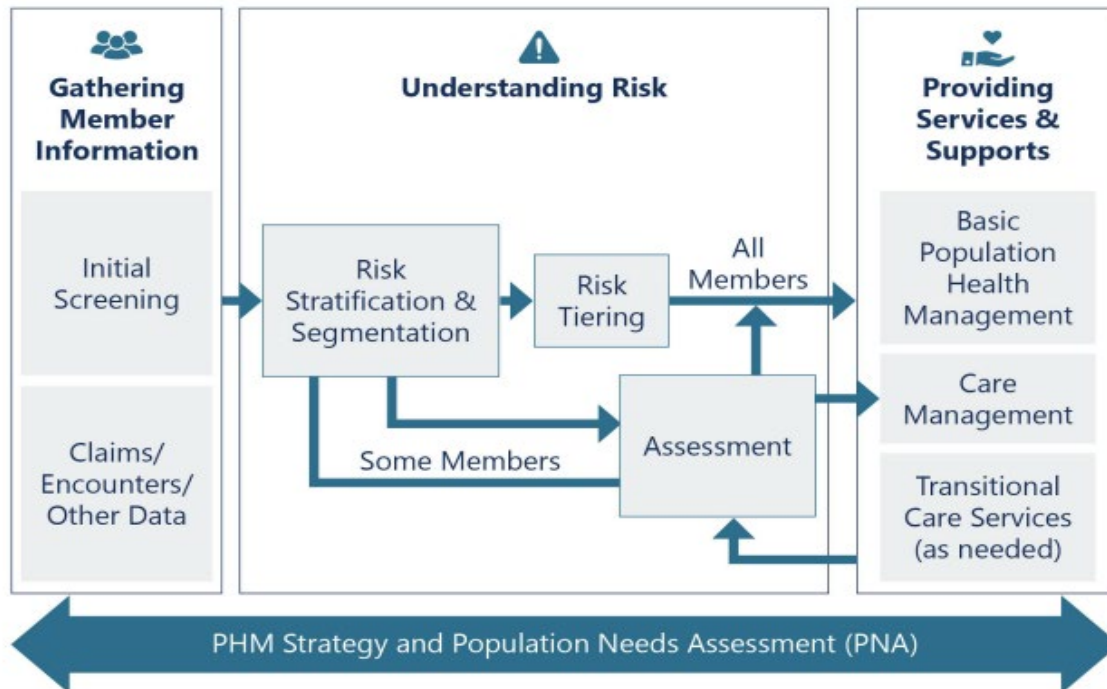 Gathering
Member
Information
Initial
Screening
Claims/
Encounters/
Other Data
Understanding Risk
Risk
Stratification &
Segmentation
Risk
Tiering
All
Members
Some Members
Assessment
Providing
Services &
Supports
Basic
Population
Health
Management
Care
Management
Transitional
Care Services
(as needed)
PHM Strategy and Population Needs Assessment (PNA)